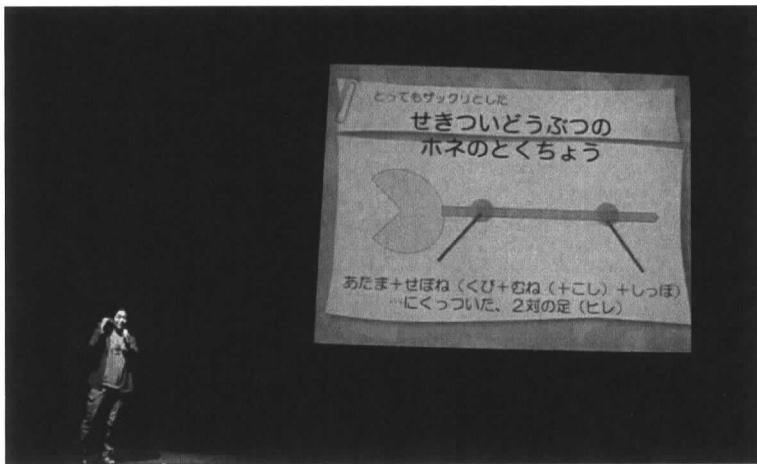 とってもザックリとした
せきついどうぶつの
ホネのとくちょう
あたま+せぼね（くび+むね（+こし）+しっぽ）
…にくっついた、2対の足（ヒレ）